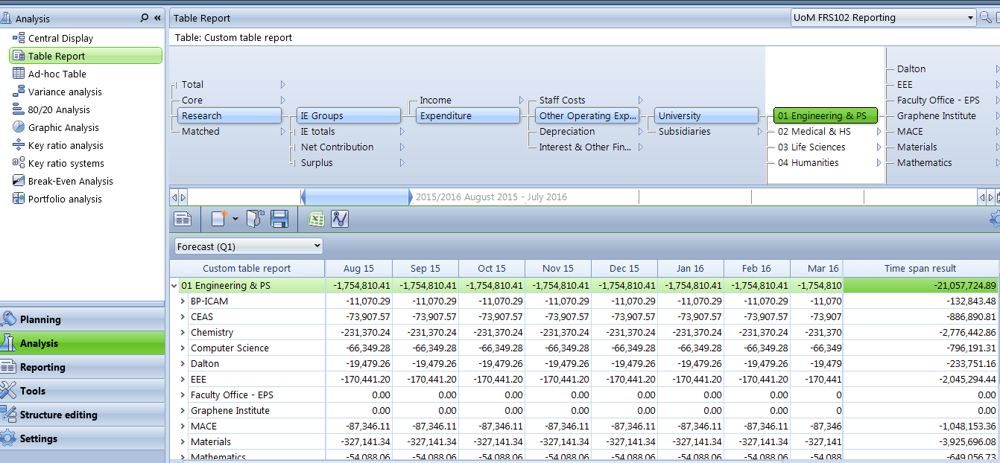 Analysis
Central Display
Table Report
Ad-hoc Table
Variance analysis
80/20 Analysis
Graphic Analysis
Key ratio analysis
Key ratio systems
Break-Even Analysis
Portfolio analysis
Planning
Analysis
Reporting
Tools
Structure editing
Settings
Table Report
UoM FRS102 Reporting
Table: Custom table report
Total
Core
Research
Matched
IE Groups
IE totals
Net Contribution
Surplus
Income
Expenditure
Staff Costs
Other Operating Exp...
Depreciation
Interest & Other Fin...
University
Subsidiaries
01 Engineering & PS
02 Medical & HS
03 Life Sciences
04 Humanities
Dalton
EEE
Faculty Office - EPS
Graphene Institute
MACE
Materials
Mathematics
2015/2016 August 2015 - July 2016
Forecast (Q1)
Custom table report Aug 15 Sep 15 Oct 15 Nov 15 Dec 15 Jan 16 Feb 16 Mar 16 Time span result
01 Engineering & PS -1,754,810.41 -1,754,810.41 -1,754,810.41 -1,754,810.41 -1,754,810.41 -1,754,810.41 -1,754,810.41 -1,754,810 -21,057,724.89
BP-ICAM -11,070.29 -11,070.29 -11,070.29 -11,070.29 -11,070.29 -11,070.29 -11,070.29 -11,070 -132,843.48
CEAS -73,907.57 -73,907.57 -73,907.57 -73,907.57 -73,907.57 -73,907.57 -73,907.57 -73,907 -886,890.81
Chemistry -231,370.24 -231,370.24 -231,370.24 -231,370.24 -231,370.24 -231,370.24 -231,370.24 -231,370 -2,776,442.86
Computer Science -66,349.28 -66,349.28 -66,349.28 -66,349.28 -66,349.28 -66,349.28 -66,349.28 -66,349 -796,191.31
Dalton -19,479.26 -19,479.26 -19,479.26 -19,479.26 -19,479.26 -19,479.26 -19,479.26 -19,479 -233,751.16
EEE -170,441.20 -170,441.20 -170,441.20 -170,441.20 -170,441.20 -170,441.20 -170,441.20 -170,441 -2,045,294.44
Faculty Office - EPS 0.00 0.00 0.00 0.00 0.00 0.00 0.00 0 0.00
Graphene Institute 0.00 0.00 0.00 0.00 0.00 0.00 0.00 0 0.00
MACE -87,346.11 -87,346.11 -87,346.11 -87,346.11 -87,346.11 -87,346.11 -87,346.11 -87,346 -1,048,153.36
Materials -327,141.34 -327,141.34 -327,141.34 -327,141.34 -327,141.34 -327,141.34 -327,141.34 -327,141 -3,925,696.08
Mathematics -54,088.06 -54,088.06 -54,088.06 -54,088.06 -54,088.06 -54,088.06 -54,088.06 -54,088 -649,056.73